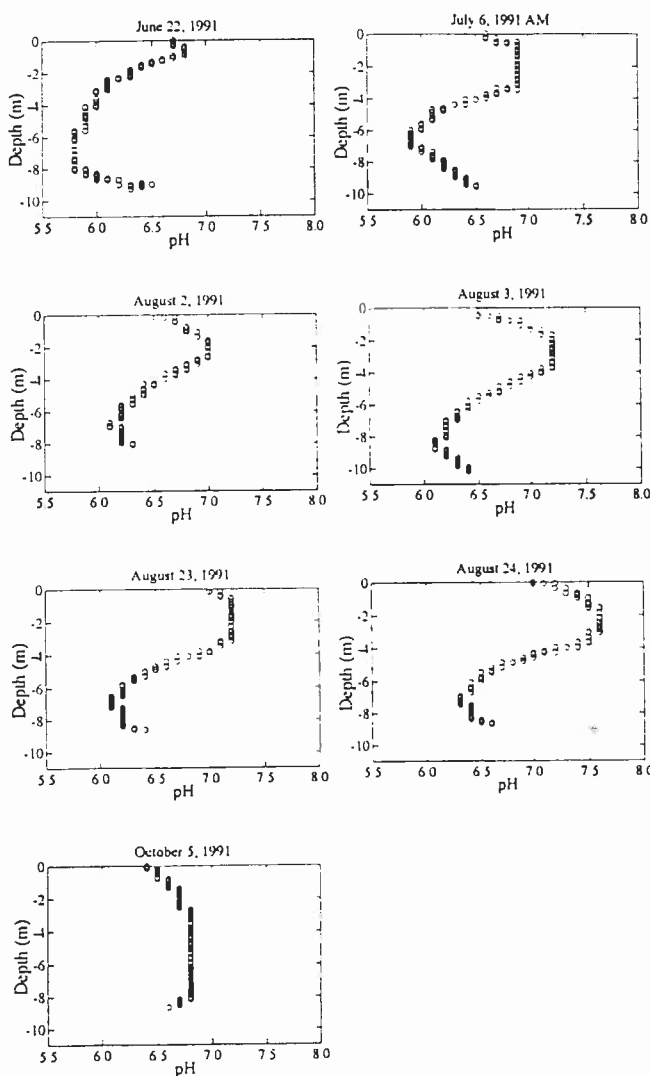 June 22, 1991
0
-2
-4
-6
-8
-10
Depth (m)
5 5 6 0 6.5 7 0 7.5 8.0
pH
July 6, 1991 AM
0
-2
-4
-6
-8
-10
Depth (m)
5 5 6 0 6.5 7 0 7.5 8.0
pH
August 2, 1991
0
-2
-4
-6
-8
-10
Depth (m)
5 5 6 0 6 5 7 0 7.5 8 0
pH
August 3, 1991
0
-2
-4
-6
-8
-10
Depth (m)
5 5 6 0 6 5 7 0 7.5 8.0
pH
August 23, 1991
0
-2
-4
-6
-8
-10
Depth (m)
5 5 6 0 6 5 7 0 7.5 8 0
pH
August 24, 1991
0
-2
-4
-6
-8
-10
Depth (m)
5 5 6 0 6 5 7 0 7.5 8 0
pH
October 5, 1991
0
-2
-4
-6
-8
-10
Depth (m)
5 5 6 0 6 5 7.0 7.5 8.0
pH